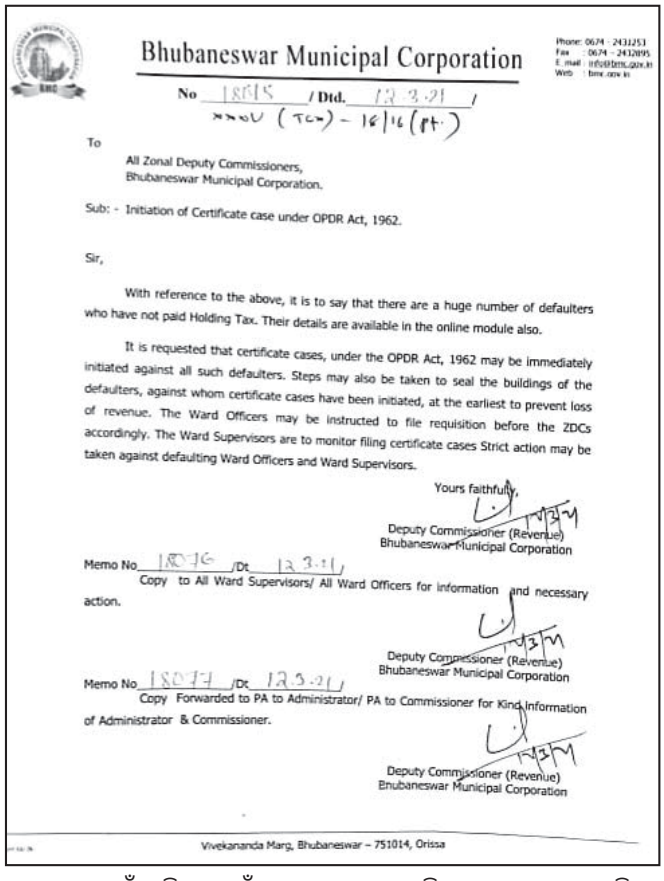 Bhubaneswar Municipal Corporation
Phone: 0674 - 2431253
Fax : 0674 - 2432895
E_mail : info@bmc.gov.in
Web : bmc.gov.in
BMC
No / Dtd. 12-3-21 /
To
All Zonal Deputy Commissioners,
Bhubaneswar Municipal Corporation.
Sub: - Initiation of Certificate case under OPDR Act, 1962.
Sir,
With reference to the above, it is to say that there are a huge number of defaulters
who have not paid Holding Tax. Their details are available in the online module also.
It is requested that certificate cases, under the OPDR Act, 1962 may be immediately
initiated against all such defaulters. Steps may also be taken to seal the buildings of the
defaulters, against whom certificate cases have been initiated, at the earliest to prevent loss
of revenue. The Ward Officers may be instructed to file requisition before the ZDCs
accordingly. The Ward Supervisors are to monitor filing certificate cases Strict action may be
taken against defaulting Ward Officers and Ward Supervisors.
Yours faithfully,
Deputy Commissioner (Revenue)
Bhubaneswar Municipal Corporation
Memo No 18076 /Dt 12.3.21/
Copy to All Ward Supervisors/ All Ward Officers for information and necessary
action.
Deputy Commissioner (Revenue)
Bhubaneswar Municipal Corporation
Memo No 18077 /Dt 12.3.21/
Copy Forwarded to PA to Administrator/ PA to Commissioner for Kind Information
of Administrator & Commissioner.
Deputy Commissioner (Revenue)
Bhubaneswar Municipal Corporation
Vivekananda Marg, Bhubaneswar – 751014, Orissa